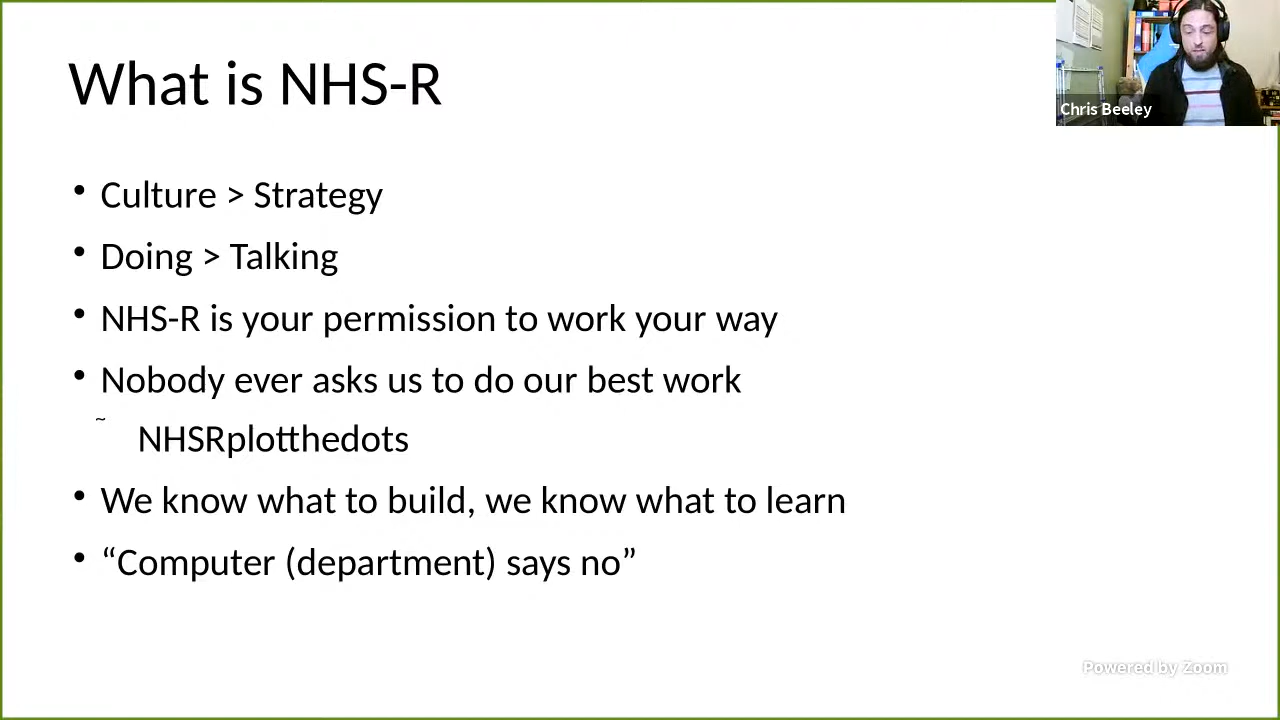 What is NHS-R
Chris Beeley
• Culture > Strategy
• Doing > Talking
• NHS-R is your permission to work your way
• Nobody ever asks us to do our best work
~ NHSRplotthedots
• We know what to build, we know what to learn
• “Computer (department) says no”
Powered by Zoom